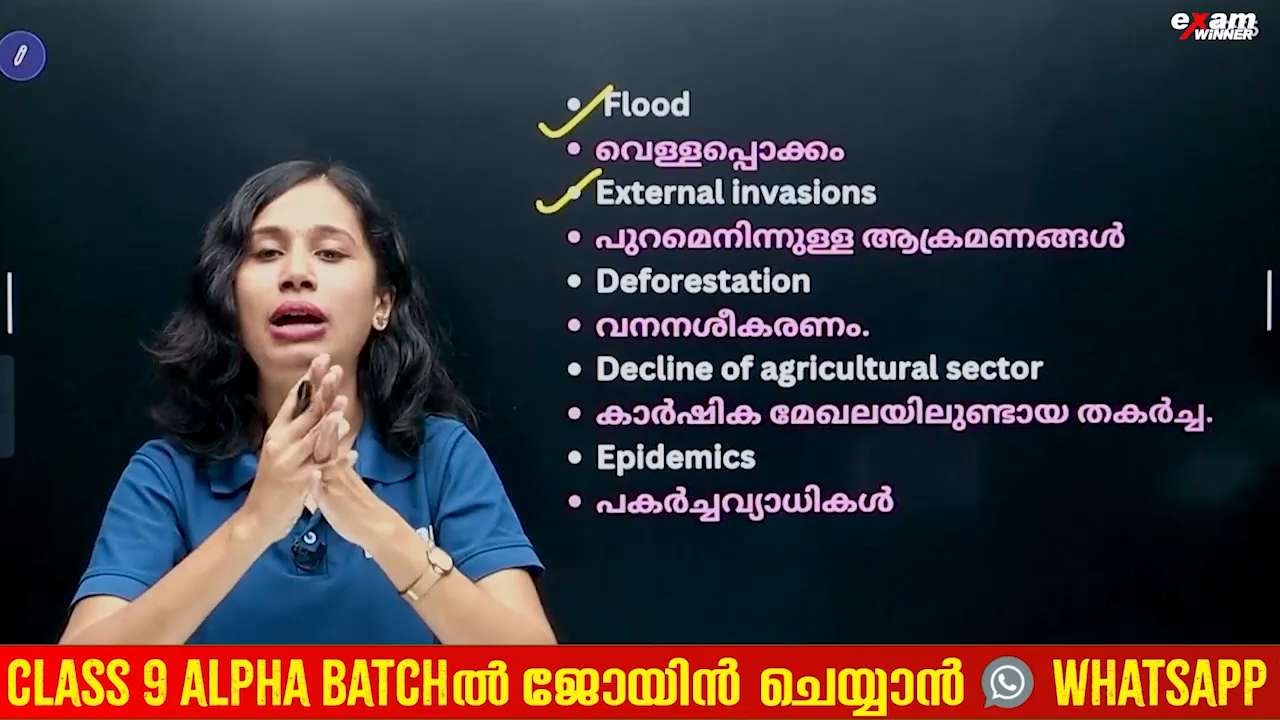 exam
WINNER
• Flood
• വെള്ളപ്പൊക്കം
• External invasions
• പുറമെനിന്നുള്ള ആക്രമണങ്ങൾ
• Deforestation
• വനനശീകരണം.
• Decline of agricultural sector
• കാർഷിക മേഖലയിലുണ്ടായ തകർച്ച.
• Epidemics
• പകർച്ചവ്യാധികൾ
CLASS 9 ALPHA BATCHൽ ജോയിൻ ചെയ്യാൻ WHATSAPP